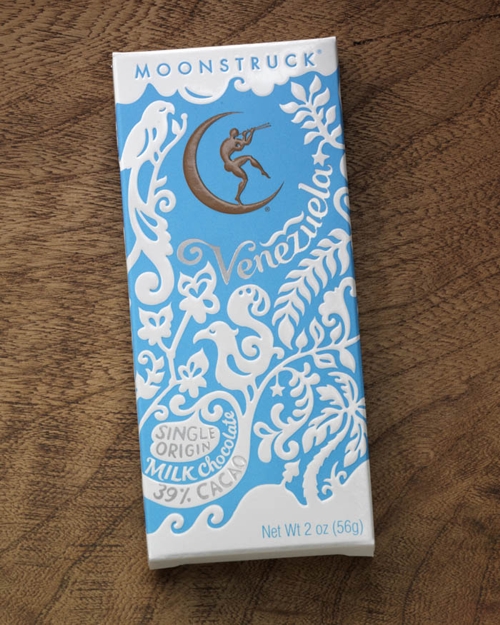 MOONSTRUCK®
®
Venezuela
SINGLE
ORIGIN
MILK chocolate
39% CACAO
Net Wt 2 oz (56g)